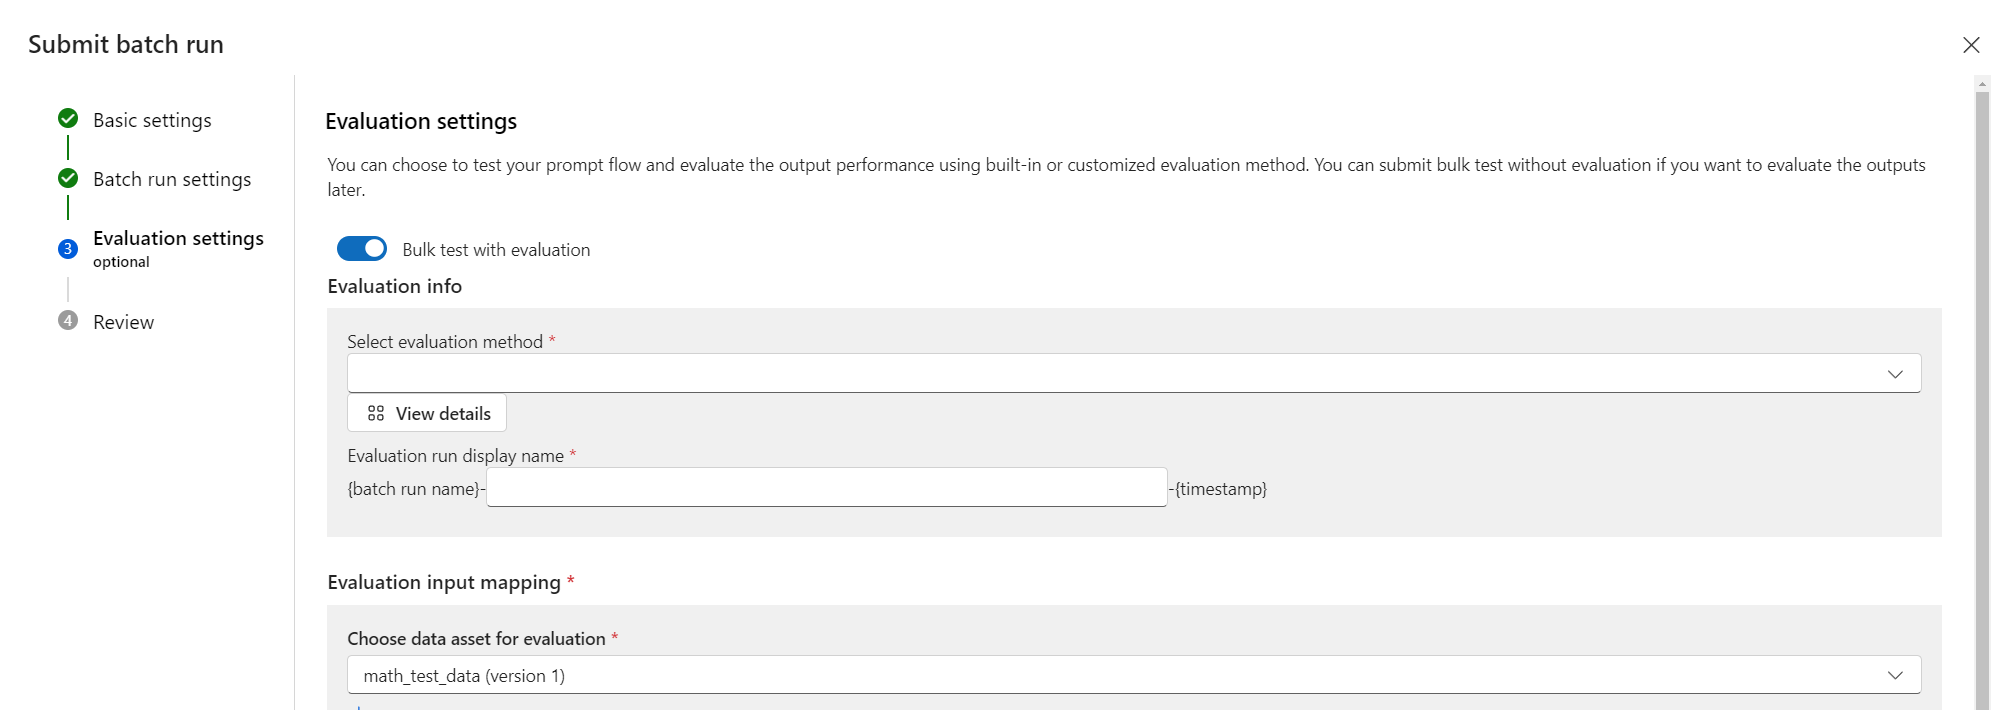 Submit batch run
Basic settings
Batch run settings
3 Evaluation settings
optional
4 Review
Evaluation settings
You can choose to test your prompt flow and evaluate the output performance using built-in or customized evaluation method. You can submit bulk test without evaluation if you want to evaluate the outputs
later.
Bulk test with evaluation
Evaluation info
Select evaluation method *
View details
Evaluation run display name *
{batch run name}- -{timestamp}
Evaluation input mapping *
Choose data asset for evaluation *
math_test_data (version 1)